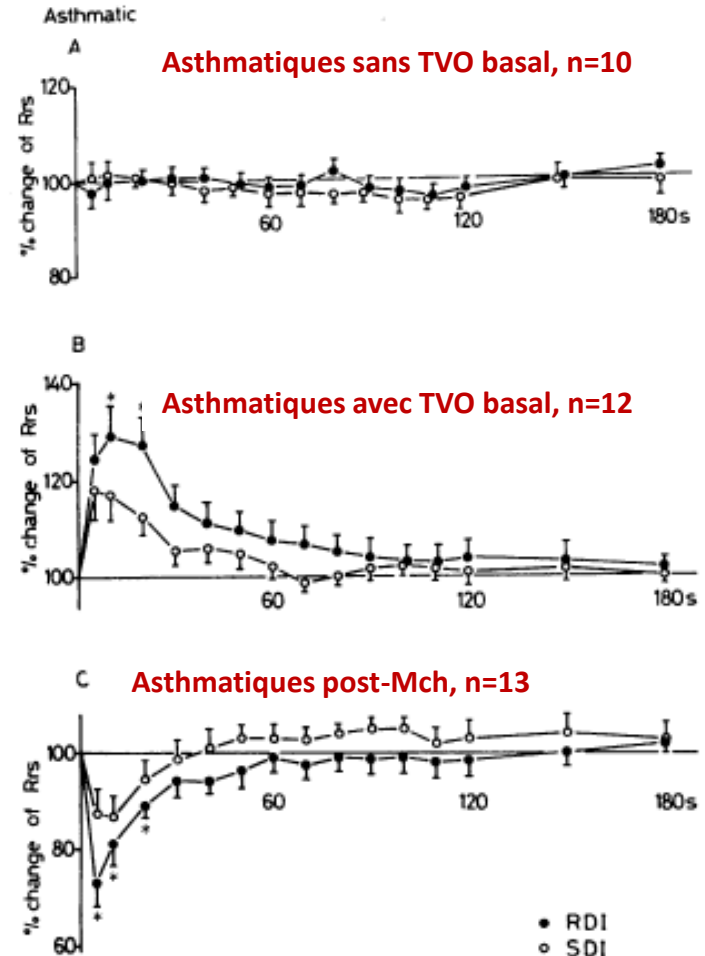 Asthmatic
A
Asthmatiques sans TVO basal, n=10
% change of Rrs
120
100
80
60
120
180s
B
Asthmatiques avec TVO basal, n=12
% change of Rrs
140
120
100
*
60
120
180s
C
Asthmatiques post-Mch, n=13
% change of Rrs
100
80
60
*
*
*
60
120
180s
● RDI
○ SDI